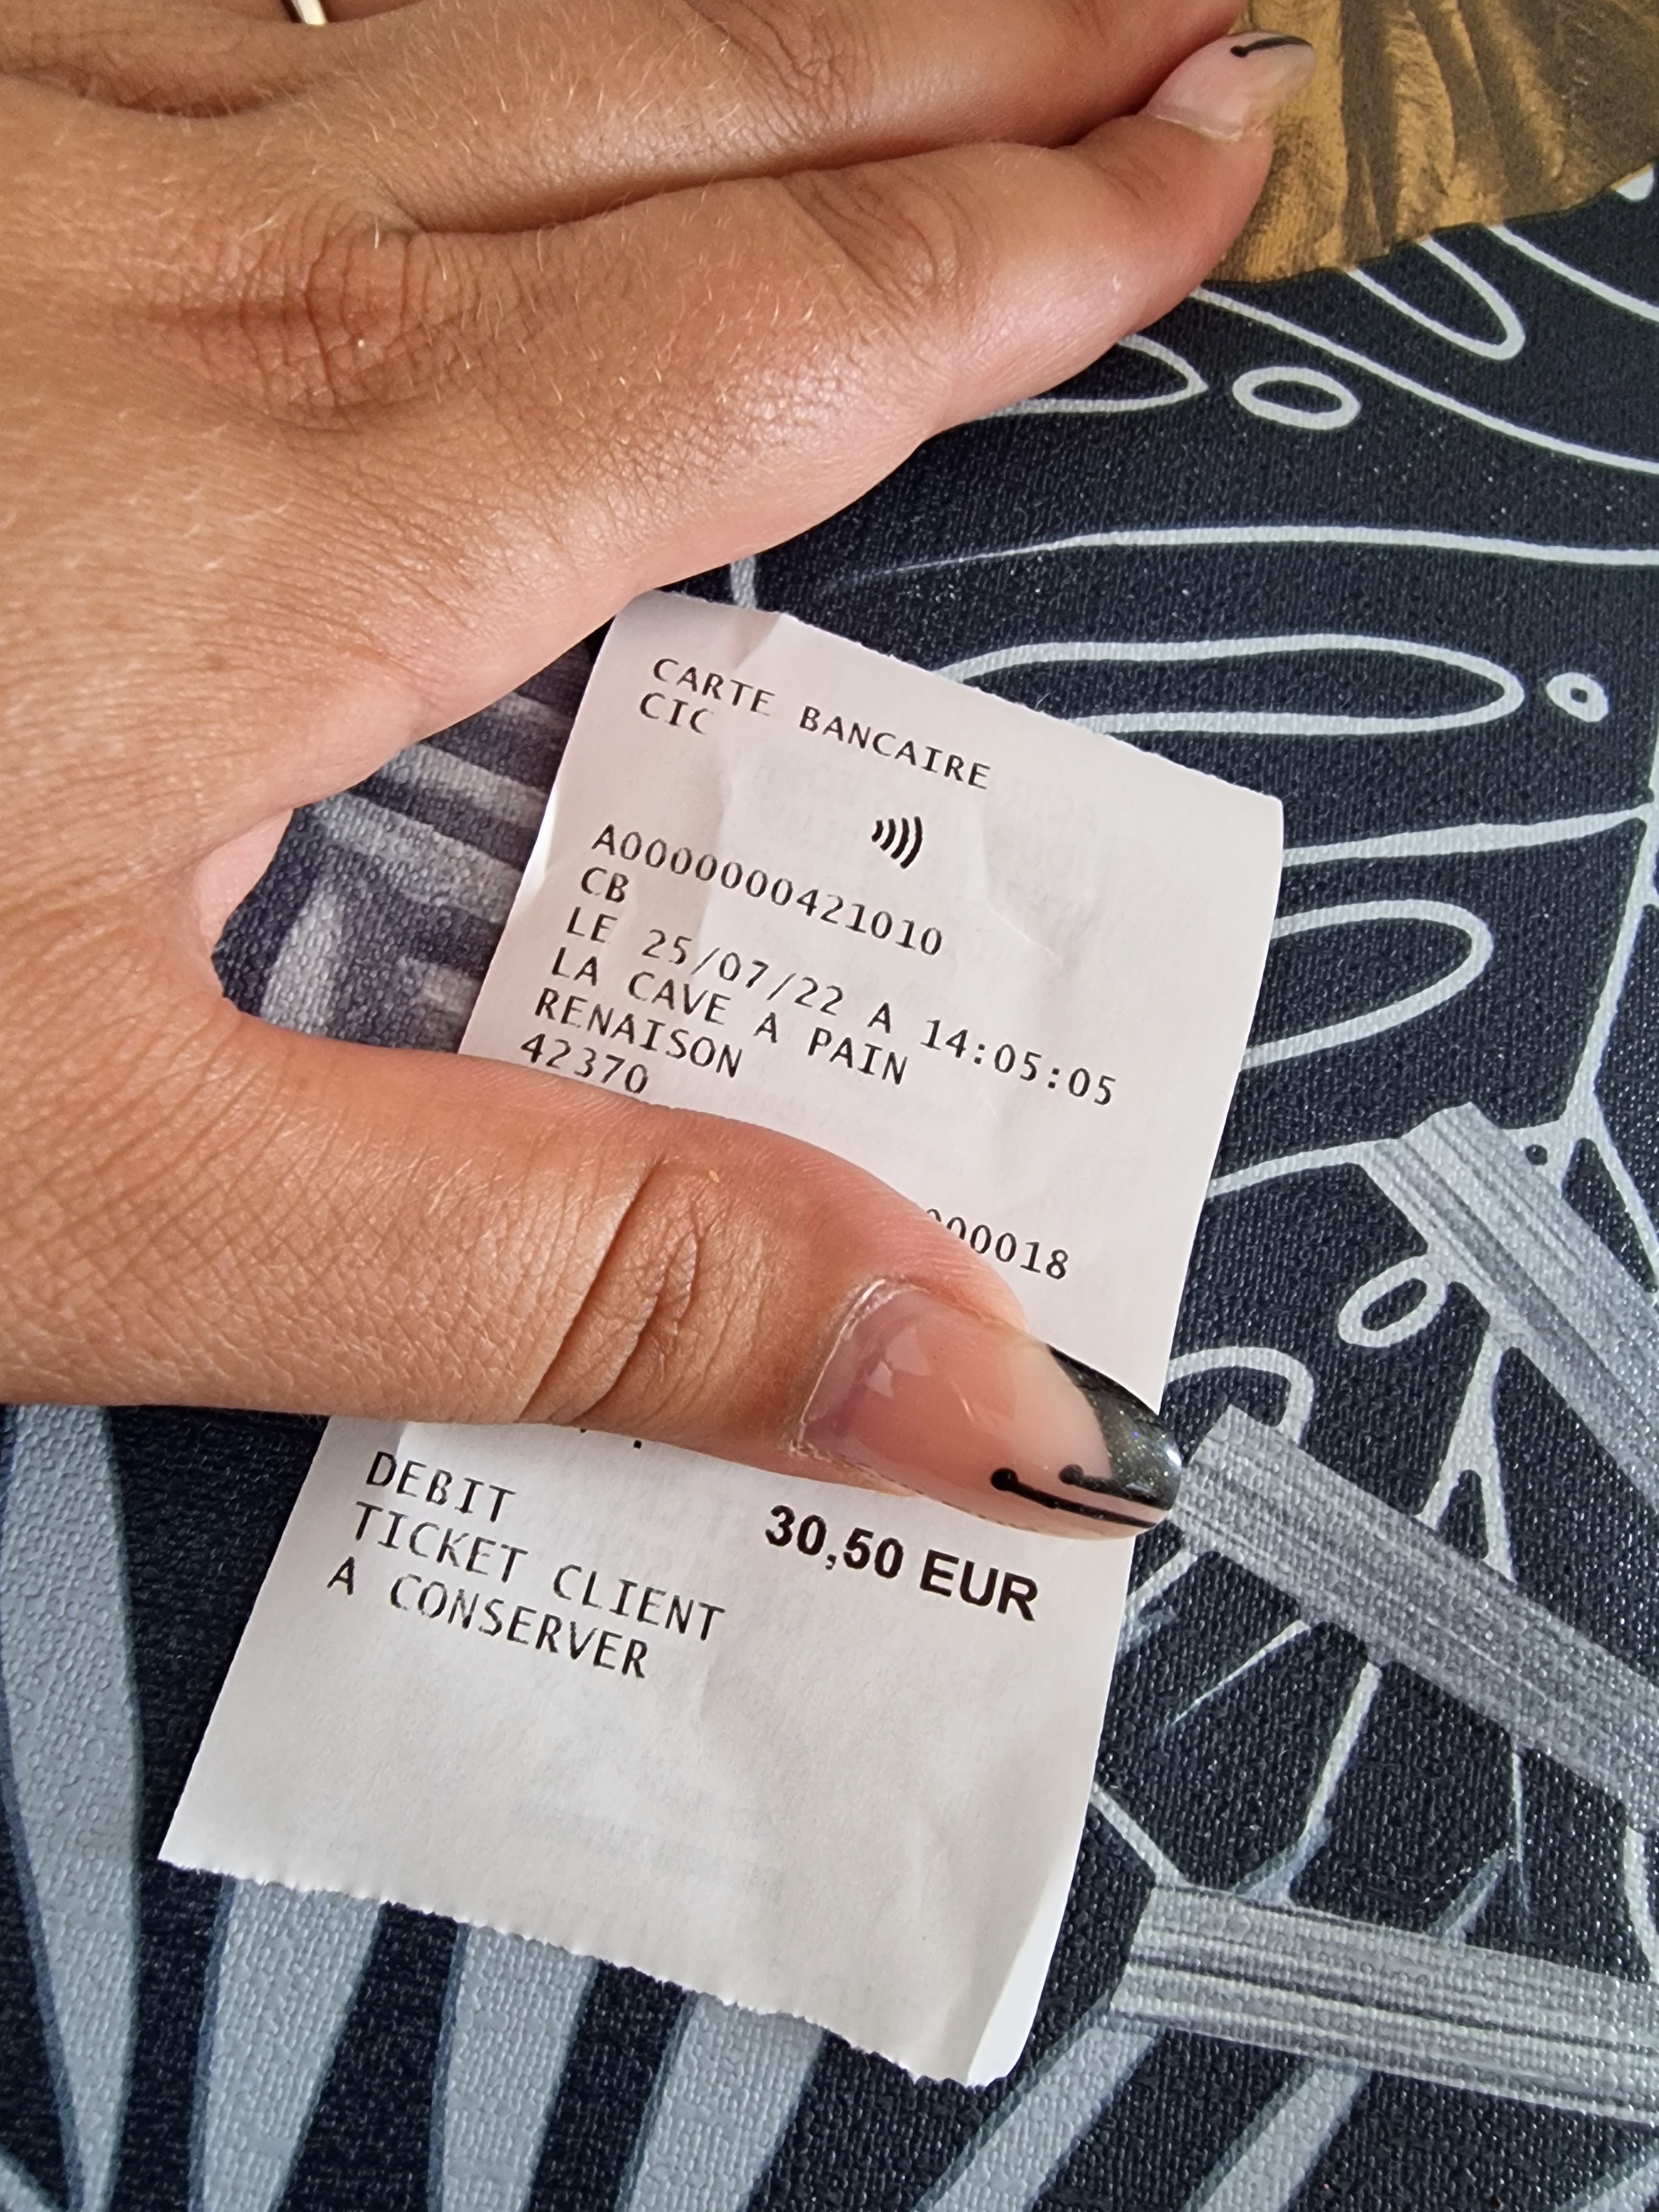 CARTE BANCAIRE
CIC
A0000000421010
CB
LE 25/07/22 A 14:05:05
LA CAVE A PAIN
RENAISON
42370
00018
30,50 EUR
DEBIT
TICKET CLIENT
A CONSERVER